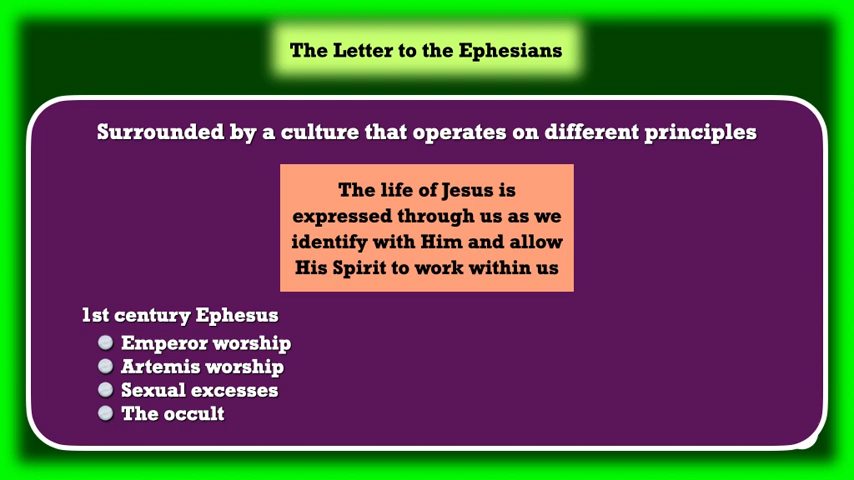 The Letter to the Ephesians
Surrounded by a culture that operates on different principles
The life of Jesus is
expressed through us as we
identify with Him and allow
His Spirit to work within us
1st century Ephesus
Emperor worship
Artemis worship
Sexual excesses
The occult